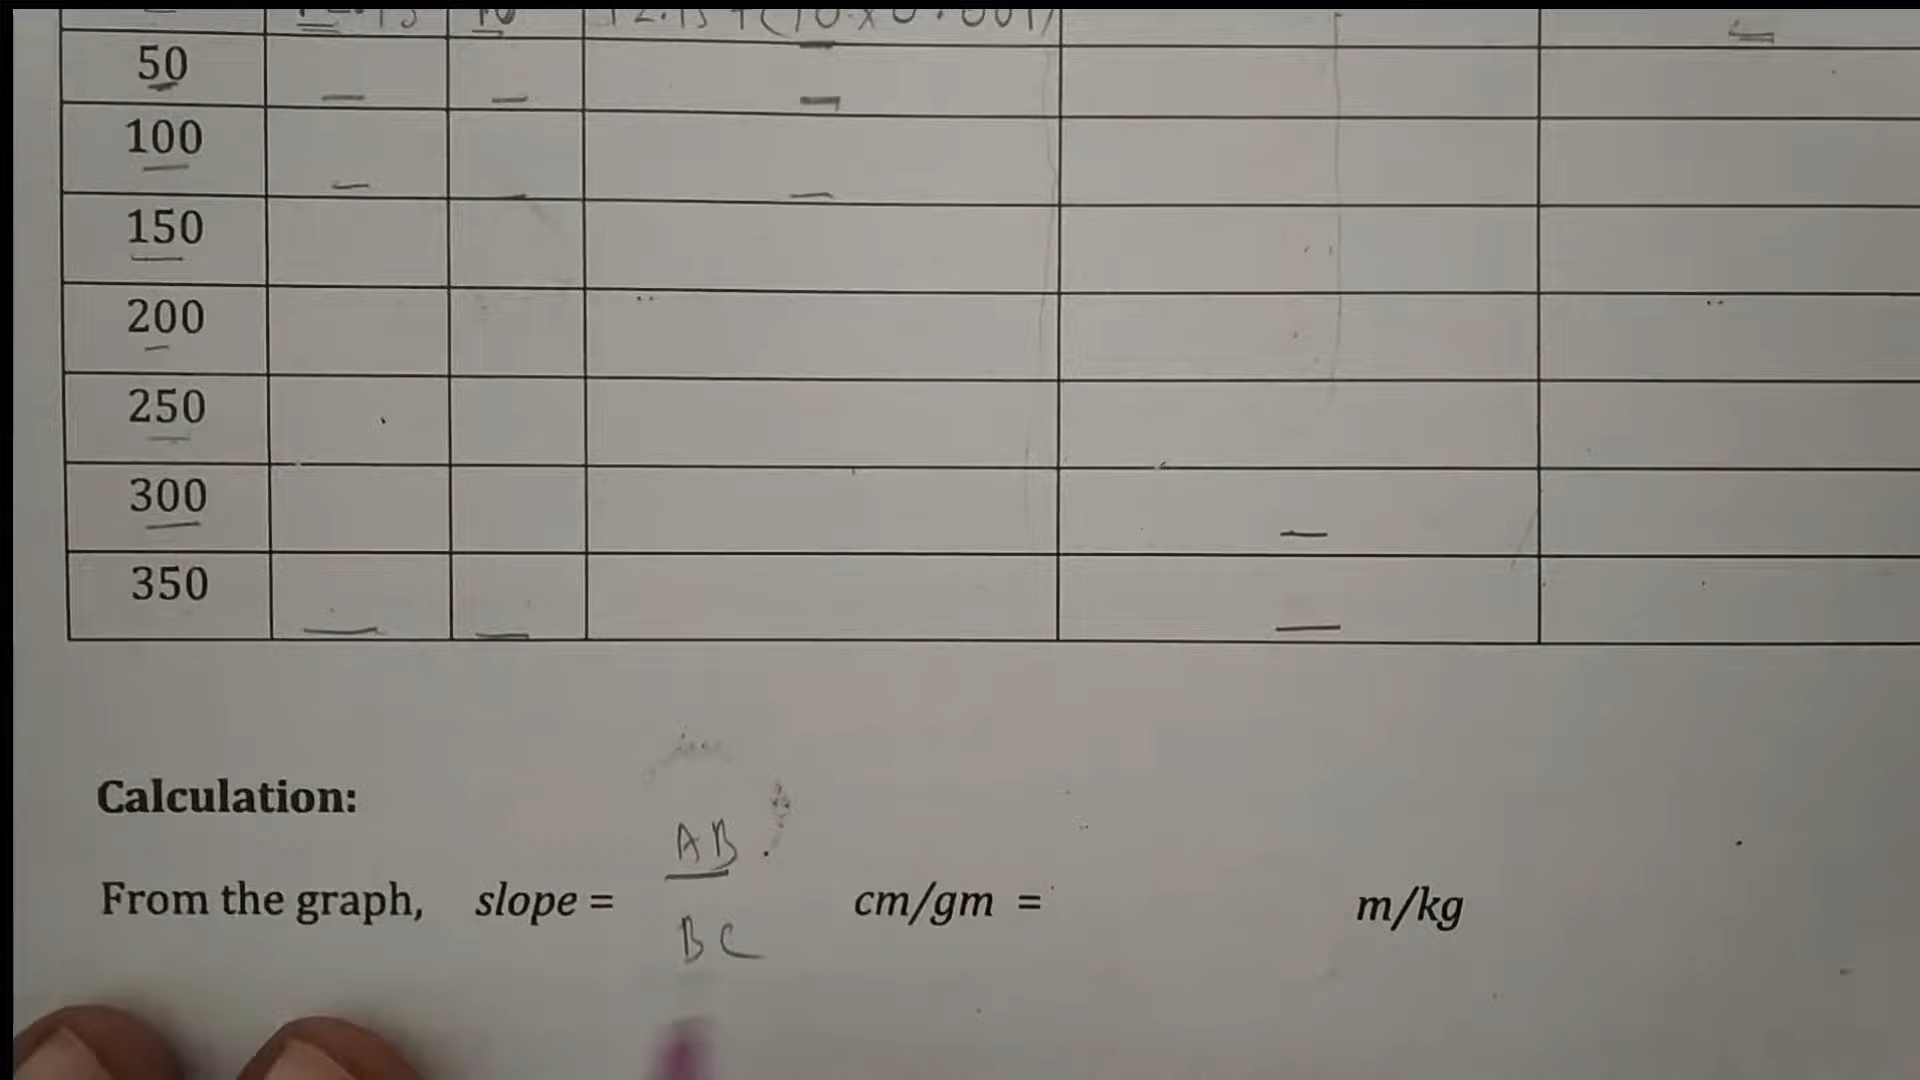 50
100
150
200
250
300
350
Calculation:
AB
From the graph, slope = cm/gm = m/kg
BC